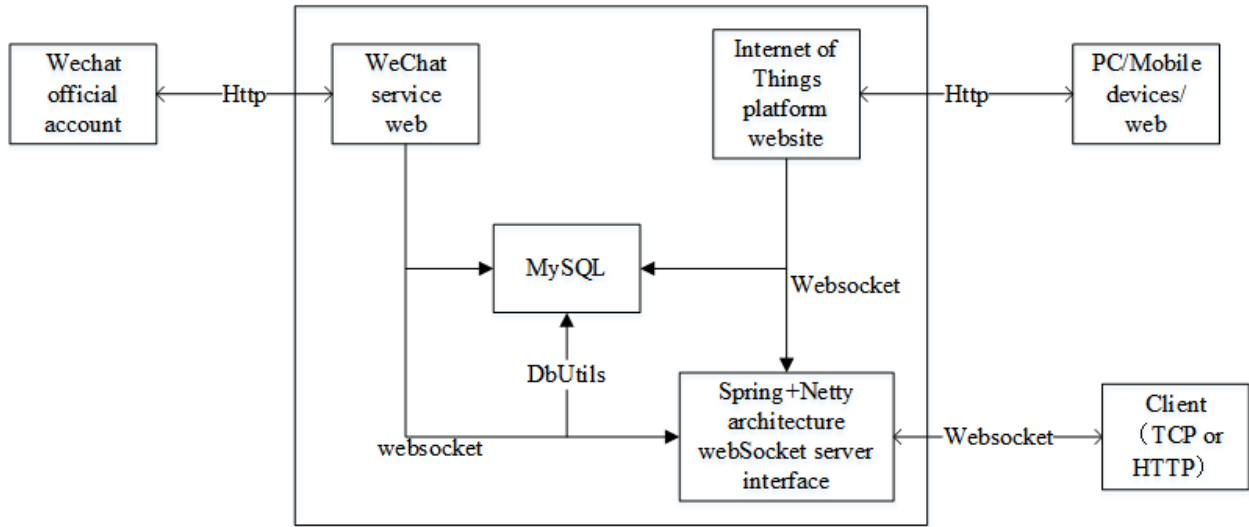 Wechat
official
account
Http
WeChat
service
web
Internet of
Things
platform
website
Http
PC/Mobile
devices/
web
MySQL
Websocket
DbUtils
websocket
Spring+Netty
architecture
webSocket server
interface
Websocket
Client
（TCP or
HTTP）